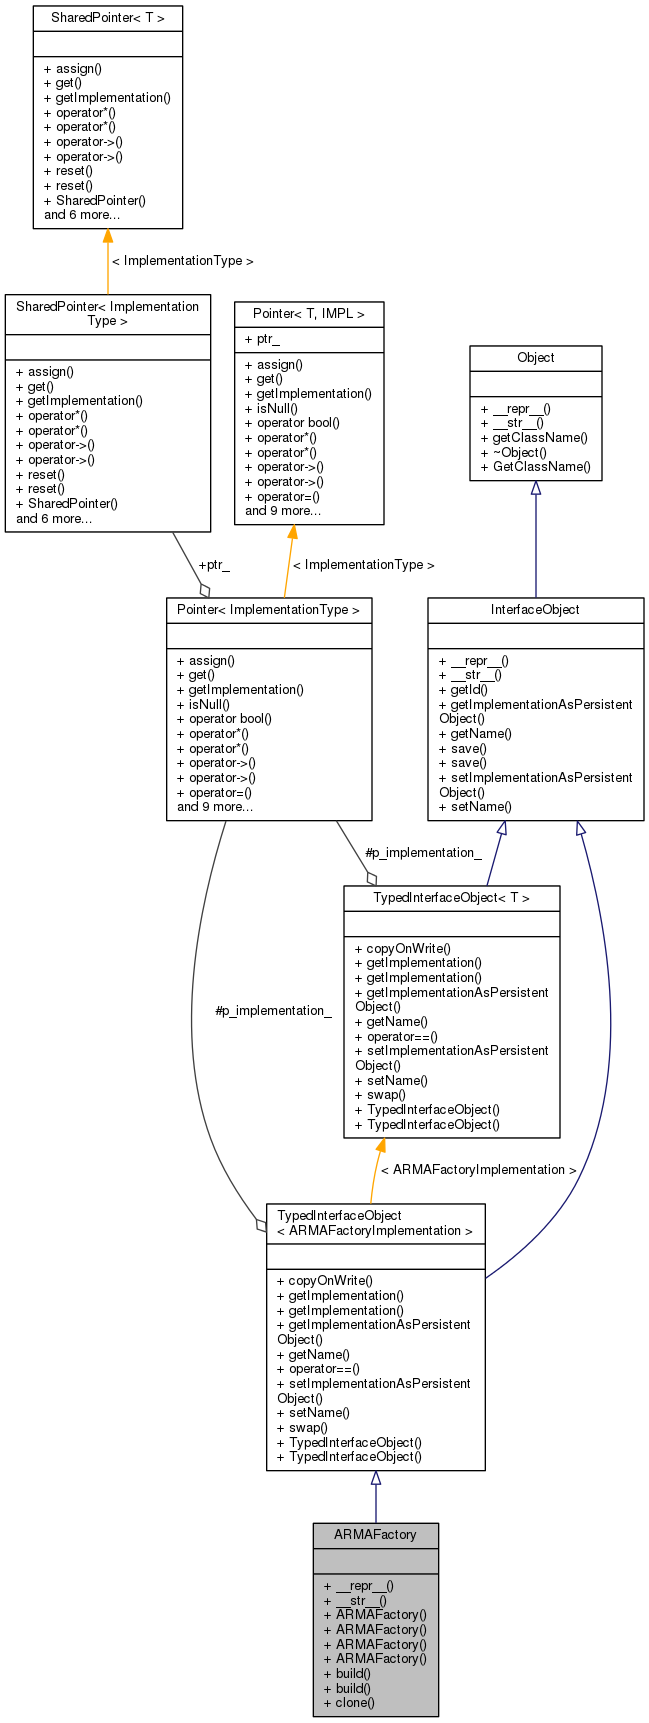 SharedPointer< T >
+ assign()
+ get()
+ getImplementation()
+ operator*()
+ operator*()
+ operator->()
+ operator->()
+ reset()
+ reset()
+ SharedPointer()
and 6 more...
< ImplementationType >
SharedPointer< Implementation
Type >
+ assign()
+ get()
+ getImplementation()
+ operator*()
+ operator*()
+ operator->()
+ operator->()
+ reset()
+ reset()
+ SharedPointer()
and 6 more...
Pointer< T, IMPL >
+ ptr_
+ assign()
+ get()
+ getImplementation()
+ isNull()
+ operator bool()
+ operator*()
+ operator*()
+ operator->()
+ operator->()
+ operator=()
and 9 more...
Object
+ __repr__()
+ __str__()
+ getClassName()
+ ~Object()
+ GetClassName()
+ptr_
< ImplementationType >
Pointer< ImplementationType >
+ assign()
+ get()
+ getImplementation()
+ isNull()
+ operator bool()
+ operator*()
+ operator*()
+ operator->()
+ operator->()
+ operator=()
and 9 more...
InterfaceObject
+ __repr__()
+ __str__()
+ getId()
+ getImplementationAsPersistent
Object()
+ getName()
+ save()
+ save()
+ setImplementationAsPersistent
Object()
+ setName()
#p_implementation_
TypedInterfaceObject< T >
+ copyOnWrite()
+ getImplementation()
+ getImplementation()
+ getImplementationAsPersistent
Object()
+ getName()
+ operator==()
+ setImplementationAsPersistent
Object()
+ setName()
+ swap()
+ TypedInterfaceObject()
+ TypedInterfaceObject()
#p_implementation_
< ARMAFactoryImplementation >
TypedInterfaceObject
< ARMAFactoryImplementation >
+ copyOnWrite()
+ getImplementation()
+ getImplementation()
+ getImplementationAsPersistent
Object()
+ getName()
+ operator==()
+ setImplementationAsPersistent
Object()
+ setName()
+ swap()
+ TypedInterfaceObject()
+ TypedInterfaceObject()
ARMAFactory
+ __repr__()
+ __str__()
+ ARMAFactory()
+ ARMAFactory()
+ ARMAFactory()
+ ARMAFactory()
+ build()
+ build()
+ clone()